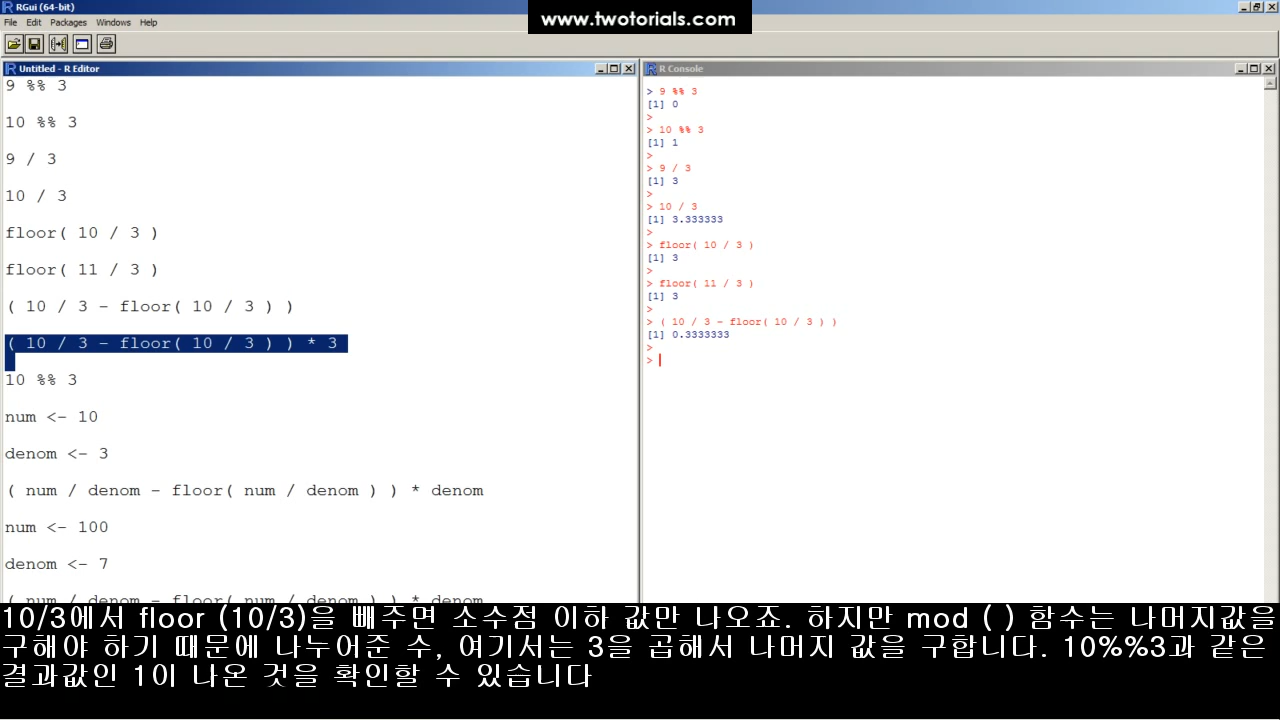 RGui (64-bit)
www.twotorials.com
File Edit Packages Windows Help
Untitled - R Editor
9 %% 3
10 %% 3
9 / 3
10 / 3
floor( 10 / 3 )
floor( 11 / 3 )
( 10 / 3 - floor( 10 / 3 ) )
( 10 / 3 - floor( 10 / 3 ) ) * 3
10 %% 3
num <- 10
denom <- 3
( num / denom - floor( num / denom ) ) * denom
num <- 100
denom <- 7
( num / denom - floor( num / denom ) ) * denom
R Console
> 9 %% 3
[1] 0
>
> 10 %% 3
[1] 1
>
> 9 / 3
[1] 3
>
> 10 / 3
[1] 3.333333
>
> floor( 10 / 3 )
[1] 3
>
> floor( 11 / 3 )
[1] 3
>
> ( 10 / 3 - floor( 10 / 3 ) )
[1] 0.3333333
>
>
10/3에서 floor (10/3)을 빼주면 소수점 이하 값만 나오죠. 하지만 mod ( ) 함수는 나머지값을
구해야 하기 때문에 나누어준 수, 여기서는 3을 곱해서 나머지 값을 구합니다. 10%%3과 같은
결과값인 1이 나온 것을 확인할 수 있습니다